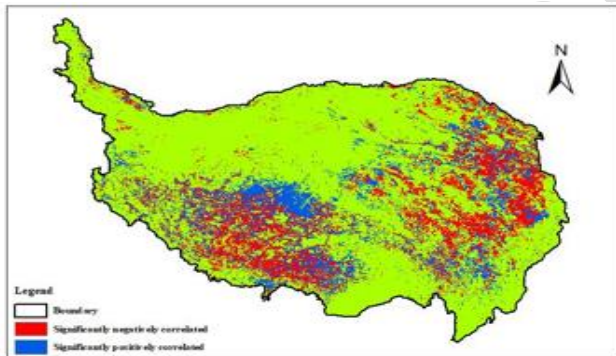 N
Legend
Boundary
Significantly negatively correlated
Significantly positively correlated